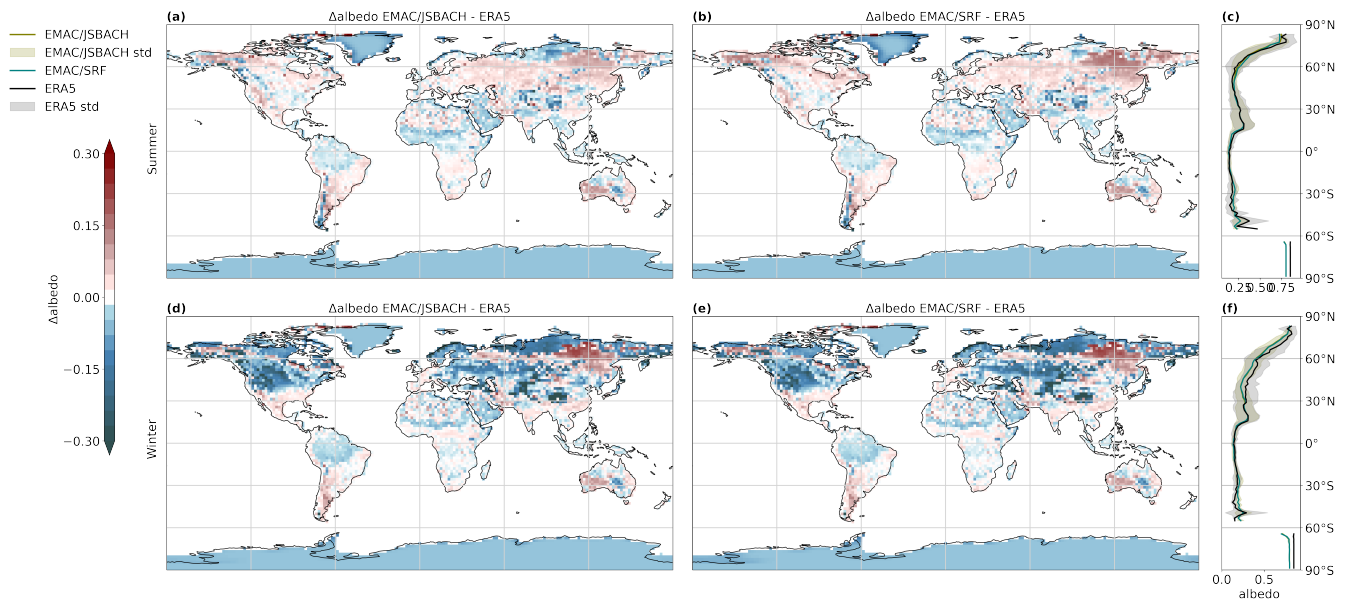 (a) Δalbedo EMAC/JSBACH - ERA5
(b) Δalbedo EMAC/SRF - ERA5
(c)
EMAC/JSBACH
EMAC/JSBACH std
EMAC/SRF
ERA5
ERA5 std
0.30
0.15
0.00
−0.15
−0.30
Δalbedo
Summer
90°N
60°N
30°N
0°
30°S
60°S
90°S
0.25 0.50 0.75
(d) Δalbedo EMAC/JSBACH - ERA5
(e) Δalbedo EMAC/SRF - ERA5
(f)
Winter
90°N
60°N
30°N
0°
30°S
60°S
90°S
0.0 0.5
albedo